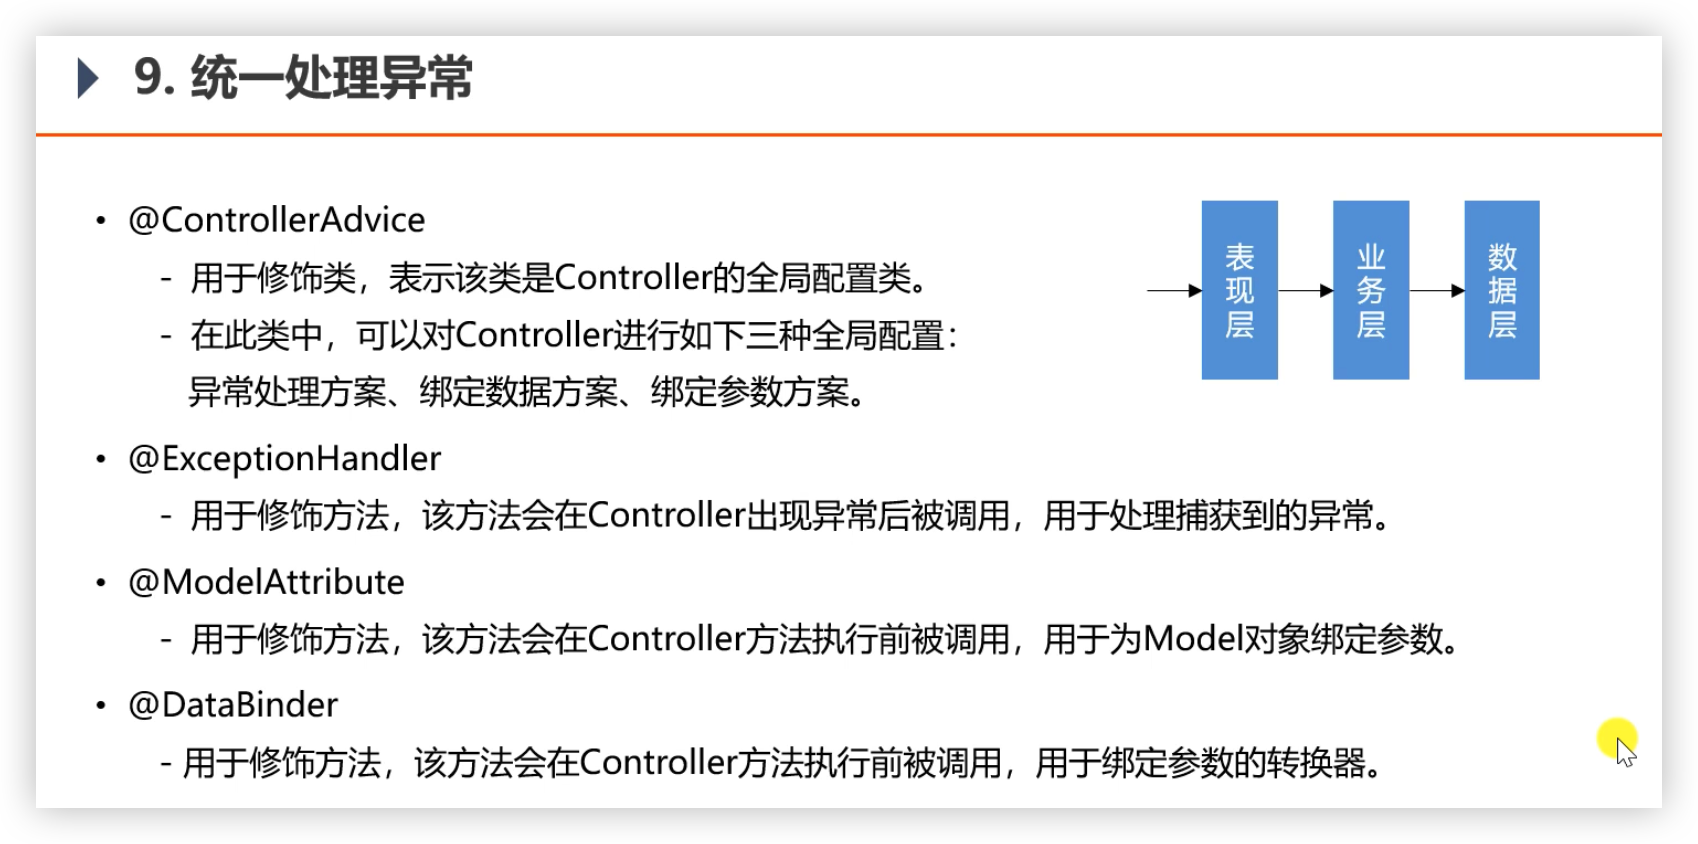 9. 统一处理异常
• @ControllerAdvice
- 用于修饰类，表示该类是Controller的全局配置类。
- 在此类中，可以对Controller进行如下三种全局配置：
异常处理方案、绑定数据方案、绑定参数方案。
• @ExceptionHandler
- 用于修饰方法，该方法会在Controller出现异常后被调用，用于处理捕获到的异常。
• @ModelAttribute
- 用于修饰方法，该方法会在Controller方法执行前被调用，用于为Model对象绑定参数。
• @DataBinder
- 用于修饰方法，该方法会在Controller方法执行前被调用，用于绑定参数的转换器。
表现层
业务层
数据层